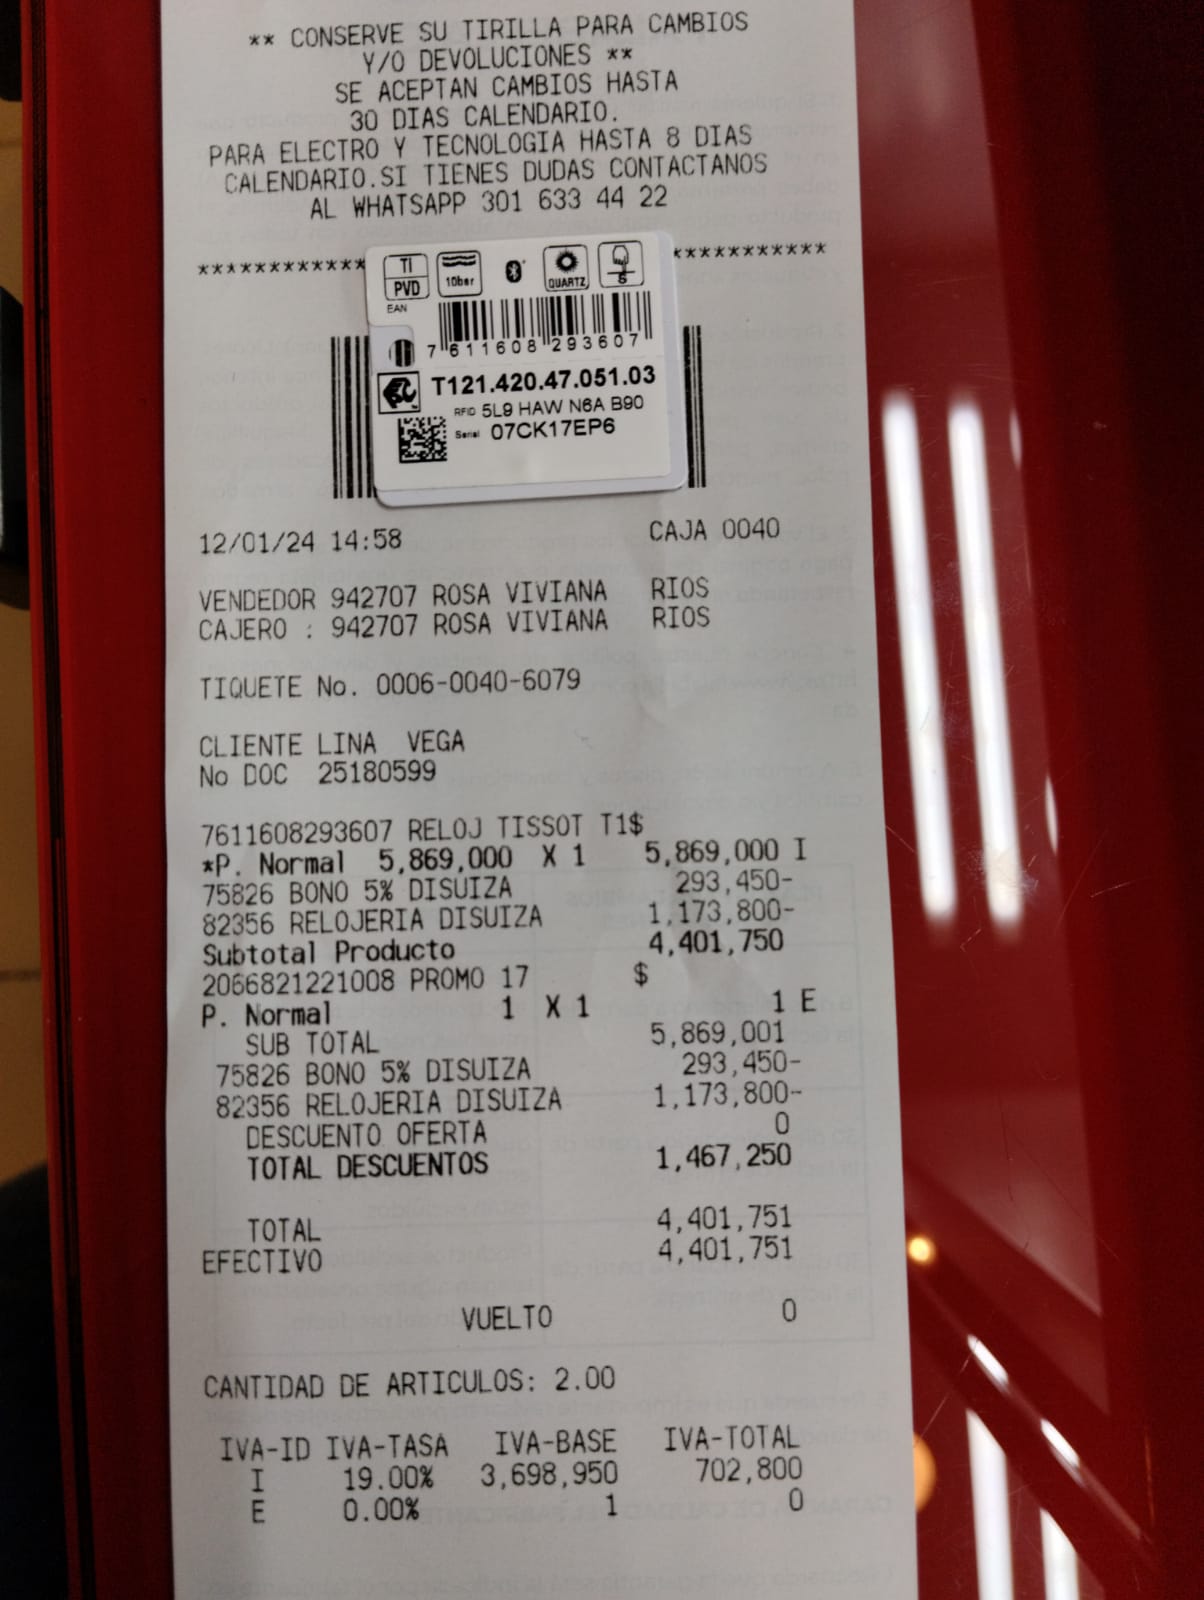 ** CONSERVE SU TIRILLA PARA CAMBIOS
Y/O DEVOLUCIONES **
SE ACEPTAN CAMBIOS HASTA
30 DIAS CALENDARIO.
PARA ELECTRO Y TECNOLOGIA HASTA 8 DIAS
CALENDARIO.SI TIENES DUDAS CONTACTANOS
AL WHATSAPP 301 633 44 22
TI PVD 10bar QUARTZ S
EAN
7 611608 293607
T121.420.47.051.03
RFID 5L9 HAW N6A B90
Serial 07CK17EP6
12/01/24 14:58 CAJA 0040
VENDEDOR 942707 ROSA VIVIANA RIOS
CAJERO : 942707 ROSA VIVIANA RIOS
TIQUETE No. 0006-0040-6079
CLIENTE LINA VEGA
No DOC 25180599
7611608293607 RELOJ TISSOT T1$
*P. Normal 5,869,000 X 1 5,869,000 I
75826 BONO 5% DISUIZA 293,450-
82356 RELOJERIA DISUIZA 1,173,800-
Subtotal Producto 4,401,750
2066821221008 PROMO 17 $
P. Normal 1 X 1 1 E
SUB TOTAL 5,869,001
75826 BONO 5% DISUIZA 293,450-
82356 RELOJERIA DISUIZA 1,173,800-
DESCUENTO OFERTA 0
TOTAL DESCUENTOS 1,467,250
TOTAL 4,401,751
EFECTIVO 4,401,751
VUELTO 0
CANTIDAD DE ARTICULOS: 2.00
IVA-ID IVA-TASA IVA-BASE IVA-TOTAL
I 19.00% 3,698,950 702,800
E 0.00% 1 0